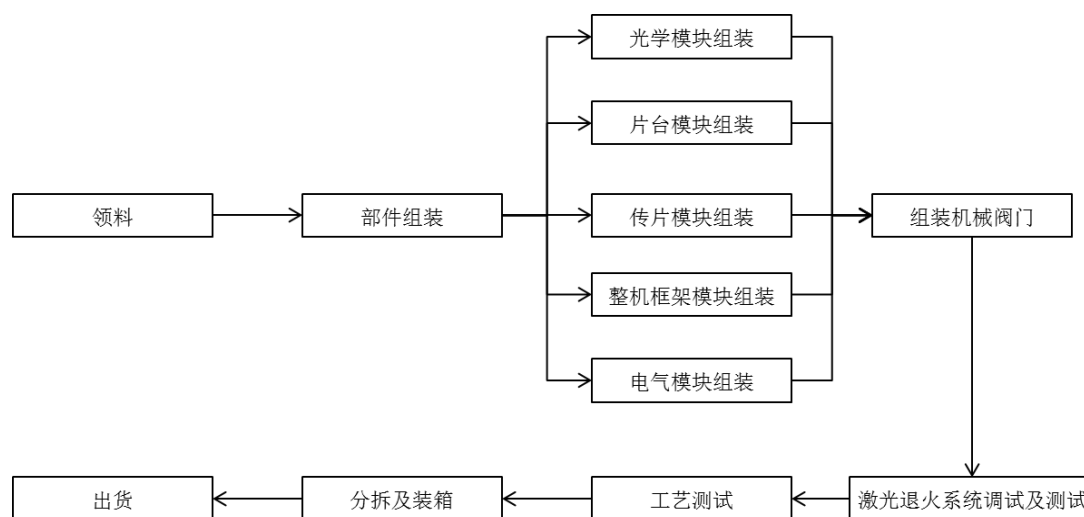 领料
部件组装
光学模块组装
片台模块组装
传片模块组装
整机框架模块组装
电气模块组装
组装机械阀门
激光退火系统调试及测试
工艺测试
分拆及装箱
出货